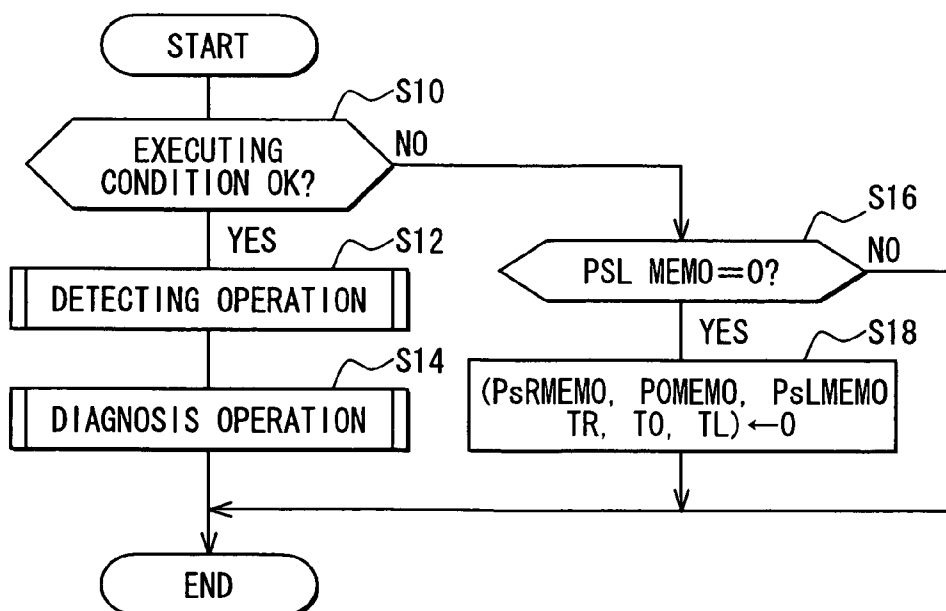 START
S10
EXECUTING
CONDITION OK?
NO
YES
S12
DETECTING OPERATION
S14
DIAGNOSIS OPERATION
S16
PSL MEMO=0?
NO
YES
S18
(PsRMEMO, POMEMO, PsLMEMO
TR, TO, TL)←0
END